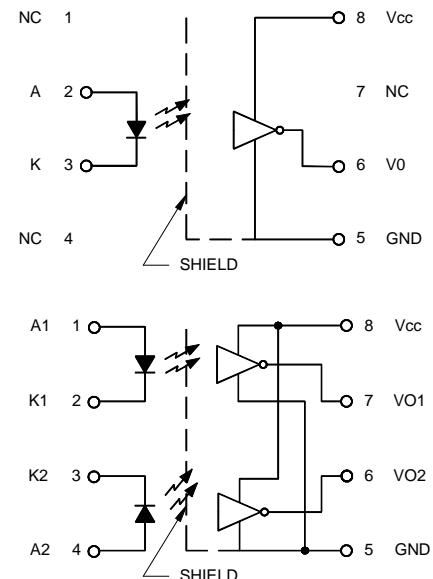 NC 1 8 Vcc
A 2 7 NC
K 3 6 V0
NC 4 5 GND
SHIELD
A1 1 8 Vcc
K1 2 7 VO1
K2 3 6 VO2
A2 4 5 GND
SHIELD